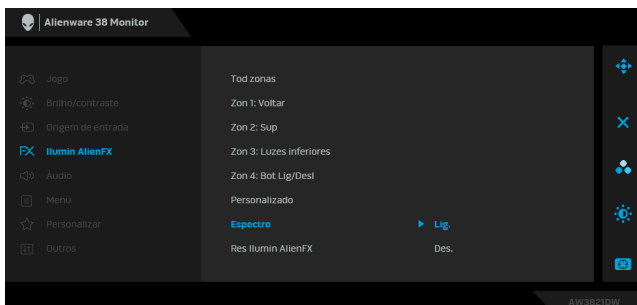 Alienware 38 Monitor
Jogo
Brilho/contraste
Origem de entrada
FX Ilumin AlienFX
Áudio
Menu
Personalizar
Outros
Tod zonas
Zon 1: Voltar
Zon 2: Sup
Zon 3: Luzes inferiores
Zon 4: Bot Lig/Desl
Personalizado
Espectro
Lig.
Res Ilumin AlienFX
Des.
AW3821DW